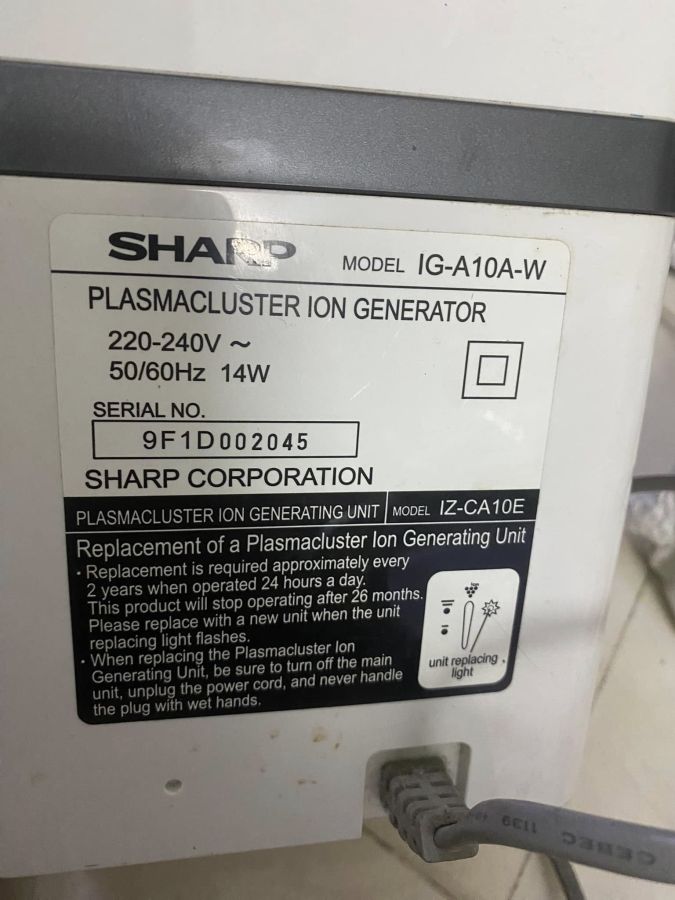 SHARP
MODEL IG-A10A-W
PLASMACLUSTER ION GENERATOR
220-240V ~
50/60Hz 14W
SERIAL NO.
9F1D002045
SHARP CORPORATION
PLASMACLUSTER ION GENERATING UNIT MODEL IZ-CA10E
Replacement of a Plasmacluster Ion Generating Unit
· Replacement is required approximately every
2 years when operated 24 hours a day.
This product will stop operating after 26 months.
Please replace with a new unit when the unit
replacing light flashes.
· When replacing the Plasmacluster Ion
Generating Unit, be sure to turn off the main
unit, unplug the power cord, and never handle
the plug with wet hands.
ion
unit replacing
light
CEBEC
1139